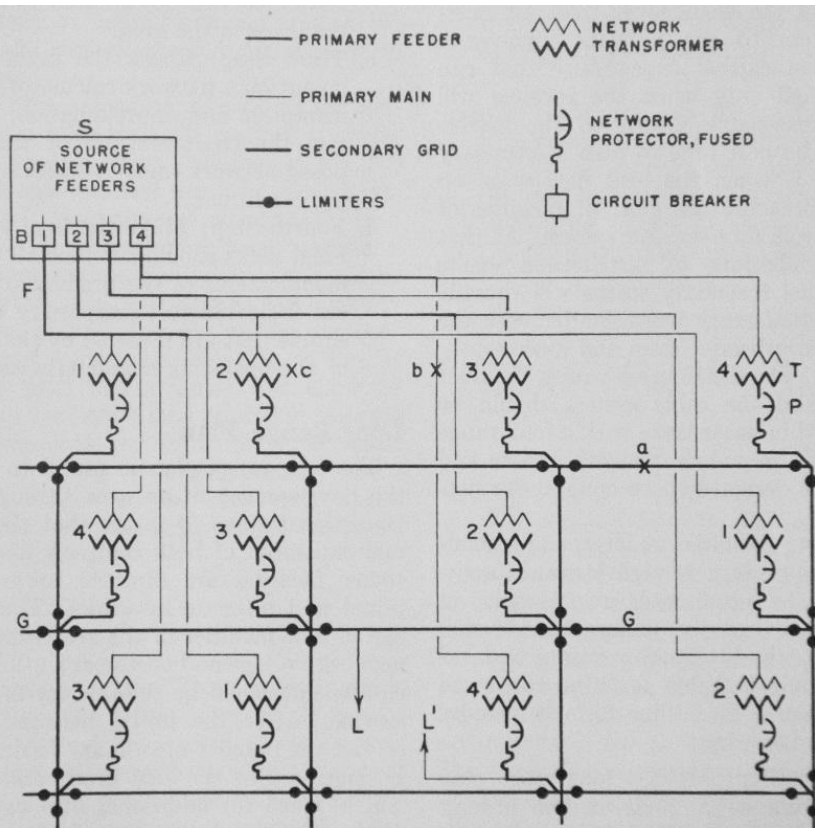 PRIMARY FEEDER
PRIMARY MAIN
SECONDARY GRID
LIMITERS
NETWORK
TRANSFORMER
NETWORK
PROTECTOR, FUSED
CIRCUIT BREAKER
S
SOURCE
OF NETWORK
FEEDERS
B 1 2 3 4
F
1 2 Xc b X 3 4 T
P
a
4 3 2 1
G G
3 1 4 2
L L'